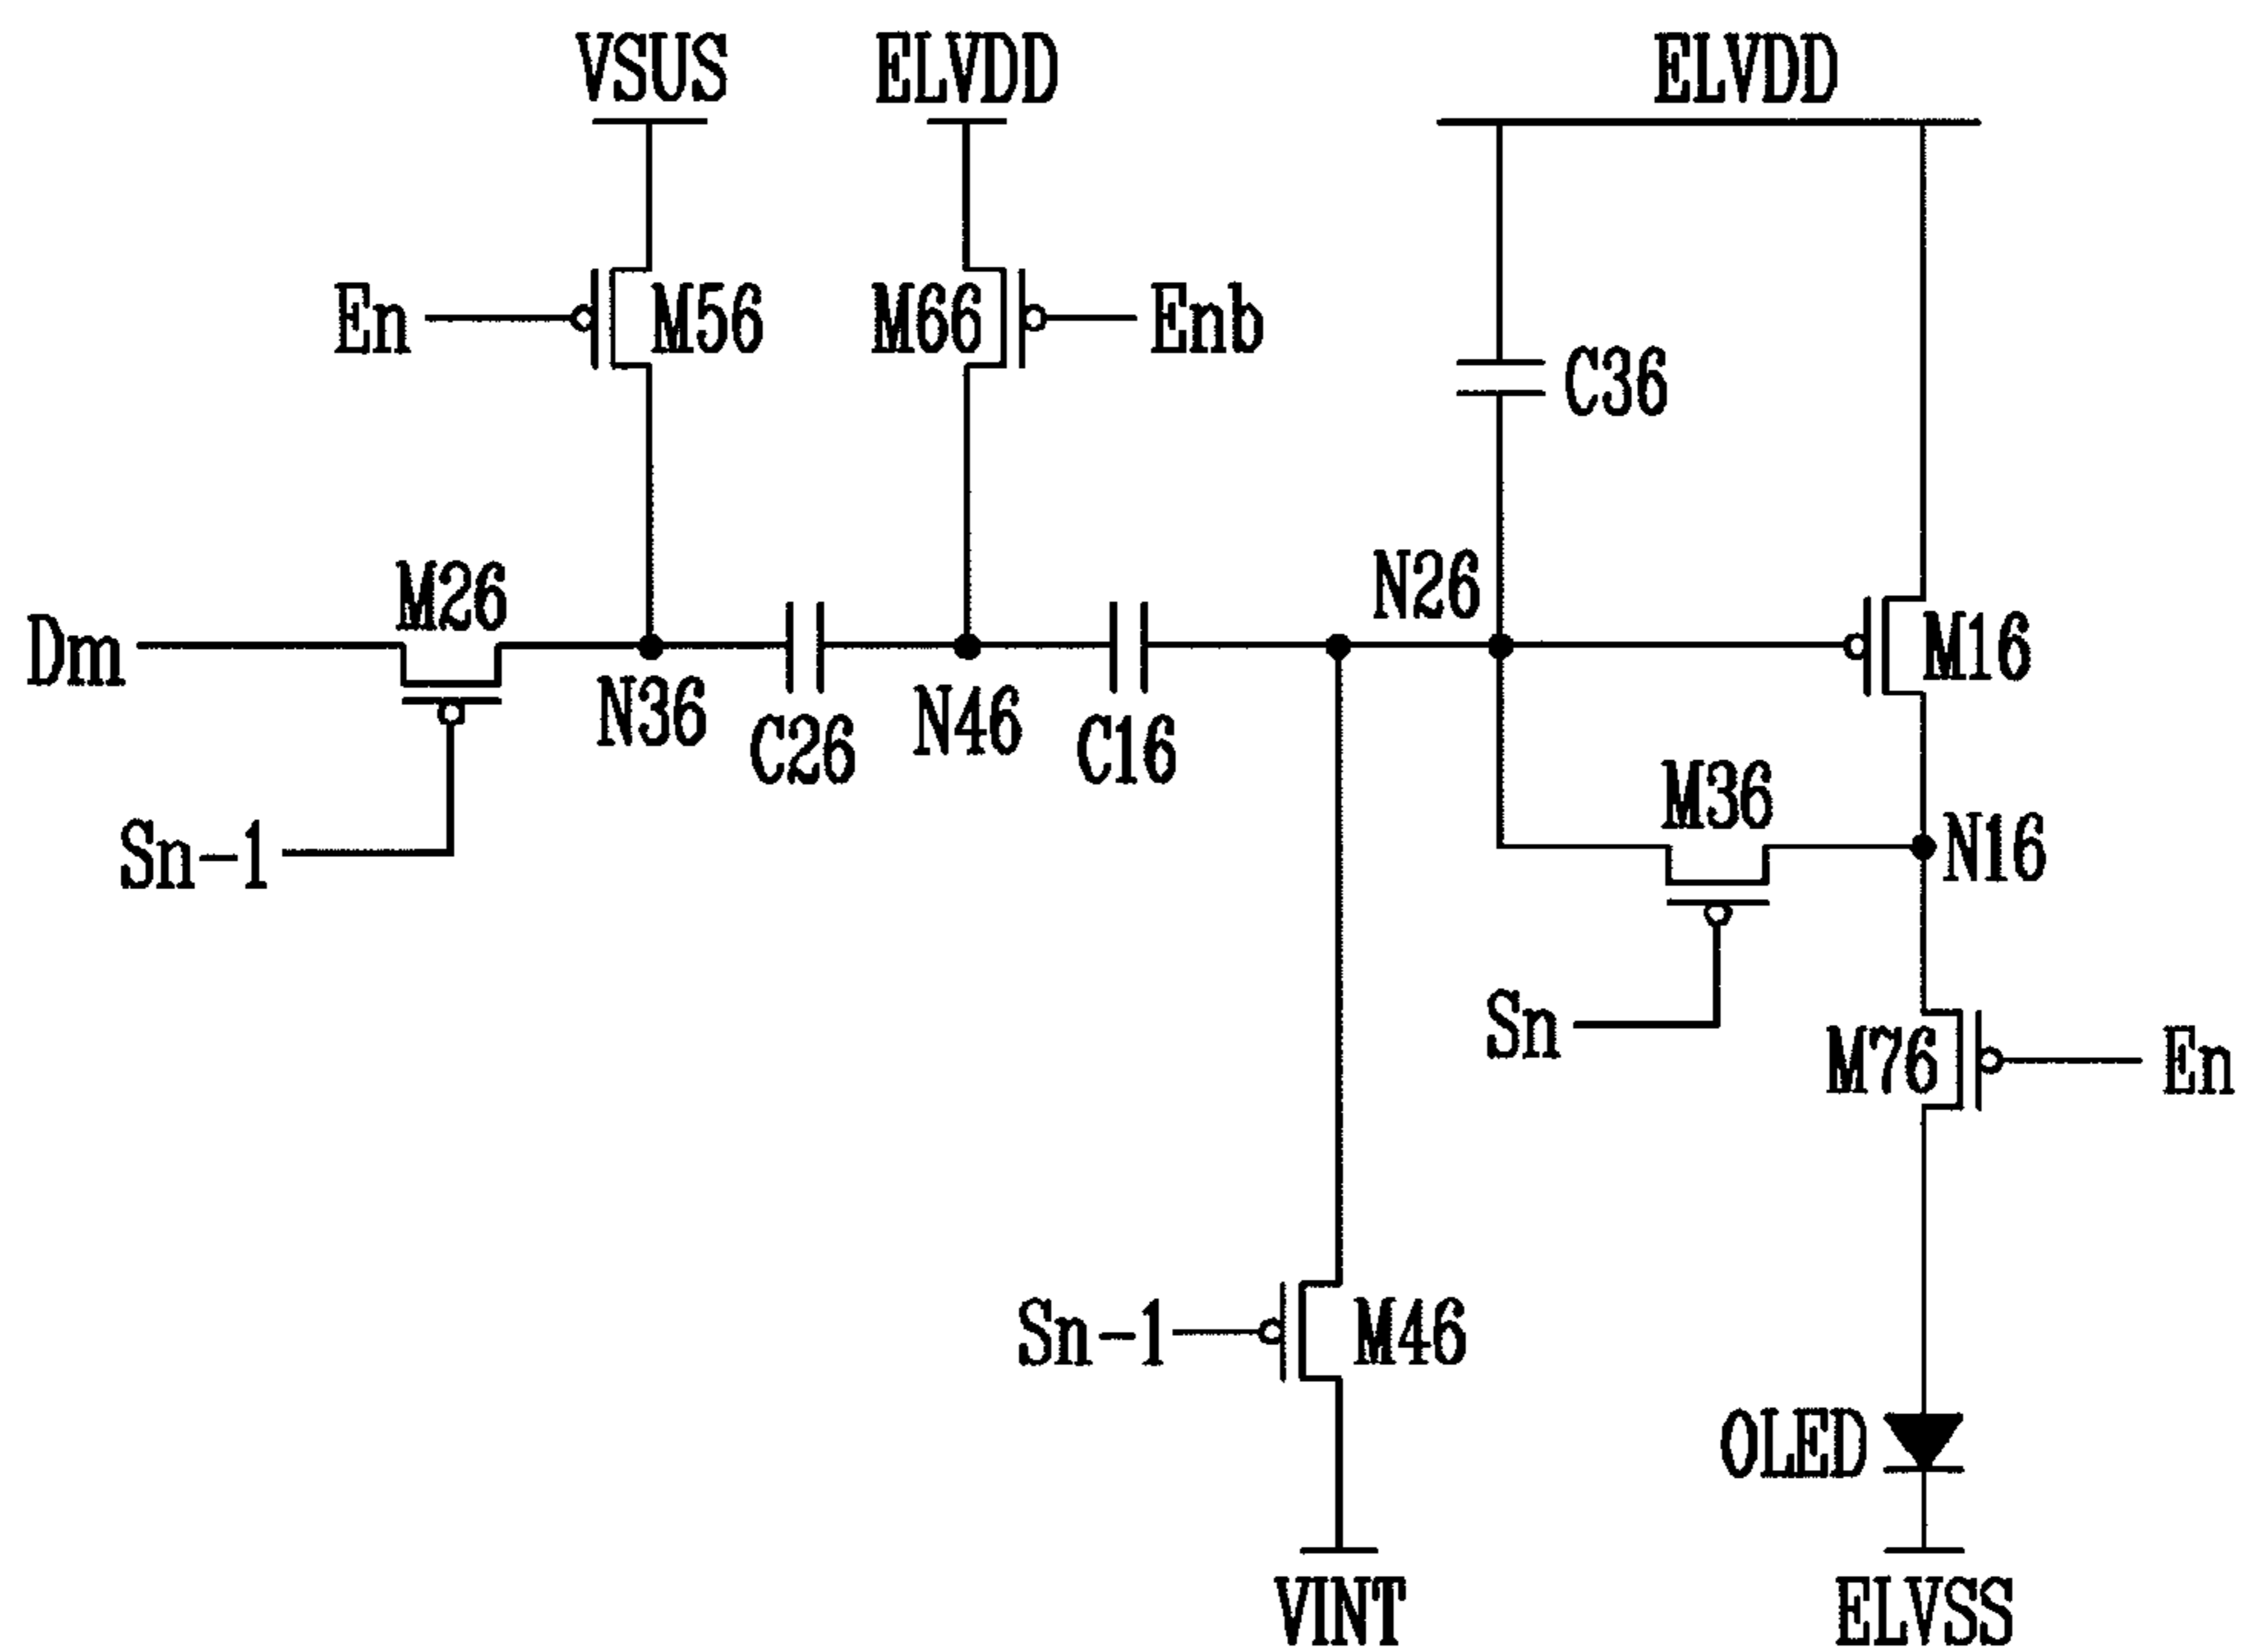 VSUS ELVDD ELVDD
En M56 M66 Enb
C36
M26 N26
Dm M16
N36 C26 N46 C16
M36
Sn-1 N16
Sn M76 En
Sn-1 M46
OLED
VINT ELVSS